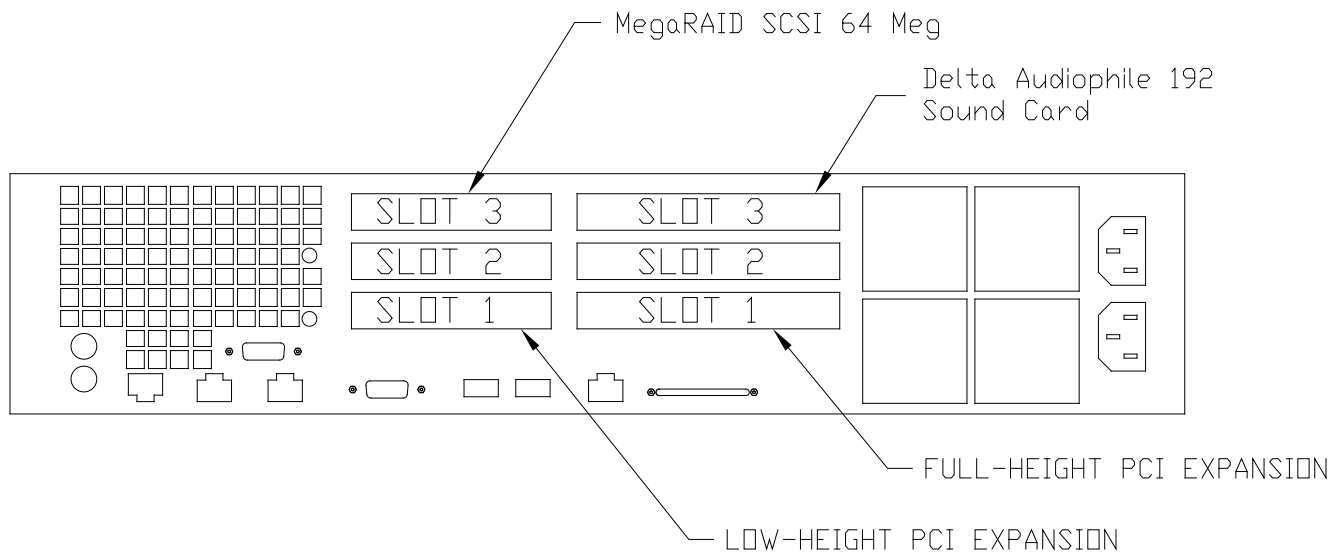 MegaRAID SCSI 64 Meg
Delta Audiophile 192
Sound Card
SLOT 3
SLOT 3
SLOT 2
SLOT 2
SLOT 1
SLOT 1
FULL-HEIGHT PCI EXPANSION
LOW-HEIGHT PCI EXPANSION